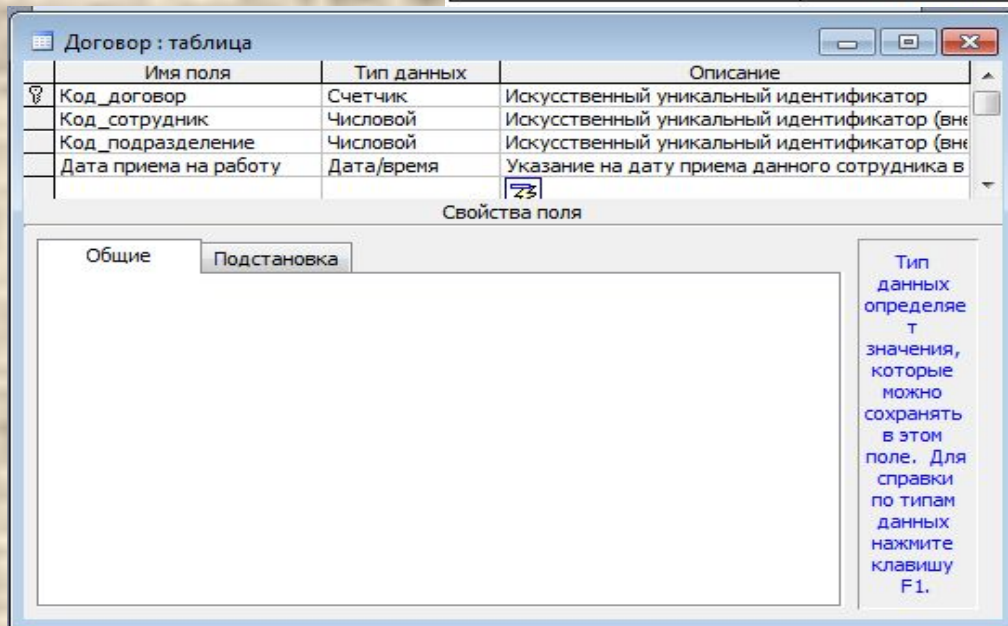 Договор : таблица
Имя поля Тип данных Описание
Код_договор Счетчик Искусственный уникальный идентификатор
Код_сотрудник Числовой Искусственный уникальный идентификатор (вне
Код_подразделение Числовой Искусственный уникальный идентификатор (вне
Дата приема на работу Дата/время Указание на дату приема данного сотрудника в
Свойства поля
Общие Подстановка
Тип
данных
определяе
т
значения,
которые
можно
сохранять
в этом
поле. Для
справки
по типам
данных
нажмите
клавишу
F1.